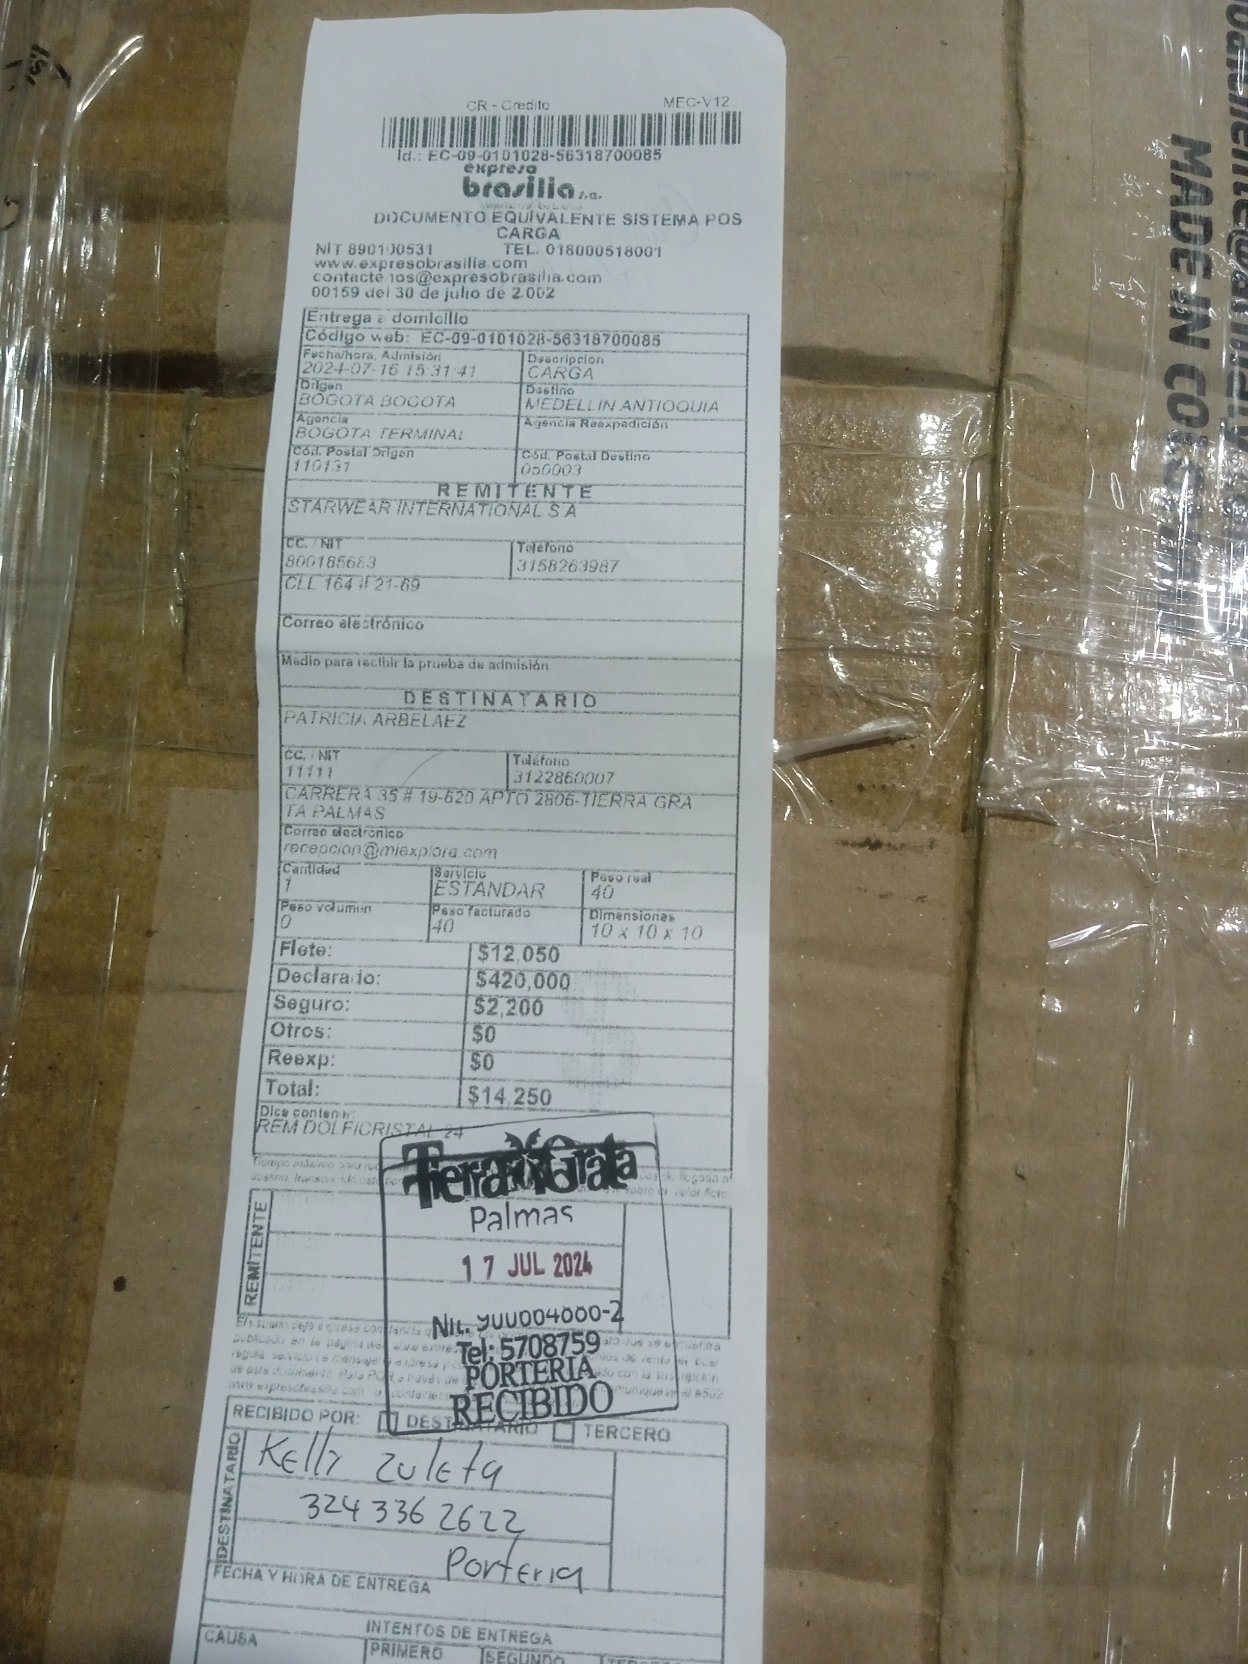 CR - Credito MEC-V12
Id.: EC-09-0101028-56318700085
expreso
brasilia s.a.
DOCUMENTO EQUIVALENTE SISTEMA POS
CARGA
NIT 890100531 TEL. 018000518001
www.expresobrasilia.com
contactenos@expresobrasilia.com
00159 del 30 de julio de 2.002
Entrega a domicilio
Código web: EC-09-0101028-56318700085
Fecha/hora. Admisión Descripcion
2024-07-16 15:31:41 CARGA
Origen Destino
BOGOTA BOGOTA MEDELLIN ANTIOQUIA
Agencia Agencia Reexpedición
BOGOTA TERMINAL
Cód. Postal Origen Cód. Postal Destino
110131 050003
REMITENTE
STARWEAR INTERNATIONAL S A
CC. / NIT Teléfono
800185683 3158263987
CLL 164 # 21-69
Correo electrónico
Medio para recibir la prueba de admisión
DESTINATARIO
PATRICIA ARBELAEZ
CC. / NIT Teléfono
11111 3122860007
CARRERA 35 # 19-620 APTO 2806-TIERRA GRA
TA PALMAS
Correo electrónico
recepcion@miexplora.com
Cantidad Servicio Peso real
1 ESTANDAR 40
Peso volumen Peso facturado Dimensiones
0 40 10 x 10 x 10
Flete: $12,050
Declarado: $420,000
Seguro: $2,200
Otros: $0
Reexp: $0
Total: $14,250
Dice contener:
REM DOLFICRISTAL 24
Tierra Grata
Palmas
17 JUL 2024
Tel: 5708759
PORTERIA
RECIBIDO
REMITENTE
RECIBIDO POR: DESTINATARIO TERCERO
DESTINATARIO
Kelly Zuleta
324 336 2622
Porteria
FECHA Y HORA DE ENTREGA
INTENTOS DE ENTREGA
CAUSA PRIMERO SEGUNDO
MADE IN